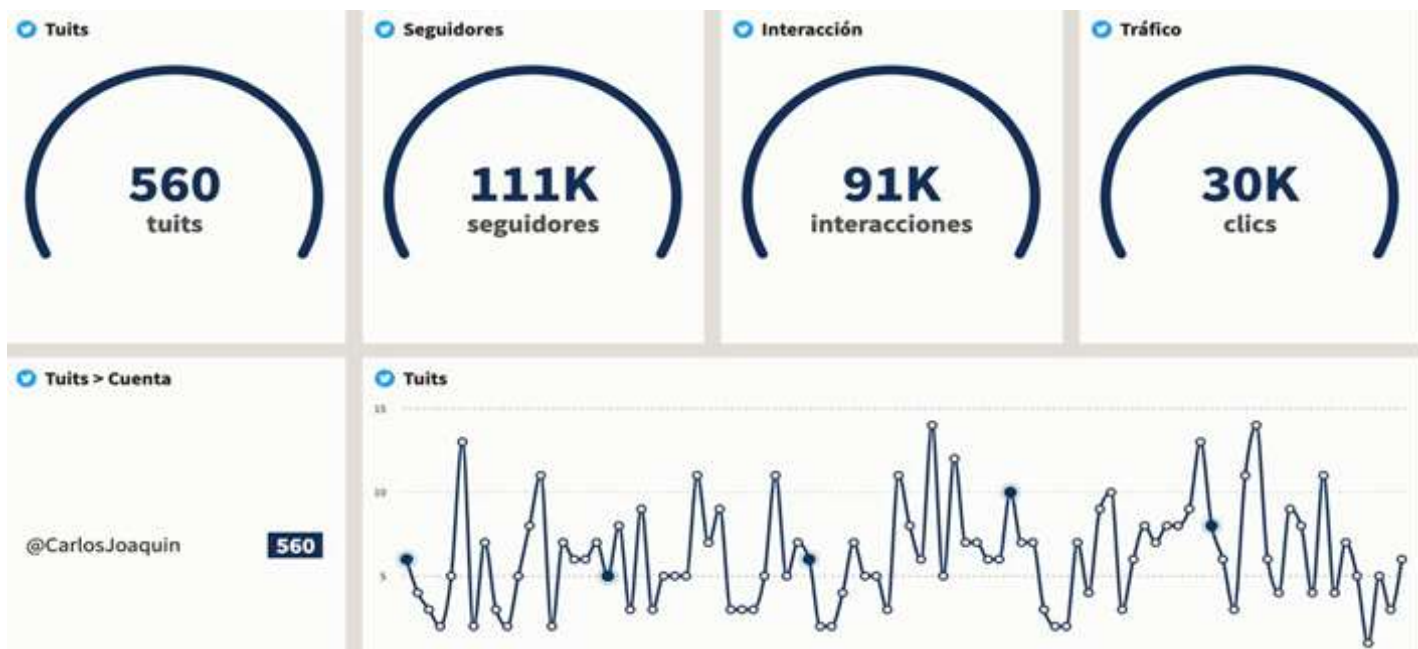 Tuits
560
tuits
Seguidores
111K
seguidores
Interacción
91K
interacciones
Tráfico
30K
clics
Tuits > Cuenta
@CarlosJoaquin 560
Tuits
15
10
5